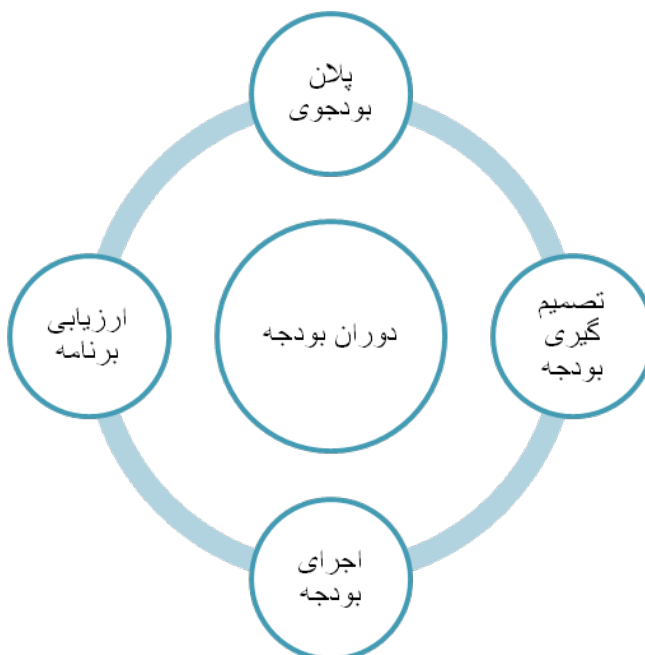 پلان
بودجوی
تصمیم
گیری
بودجه
دوران بودجه
ارزیابی
برنامه
اجرای
بودجه